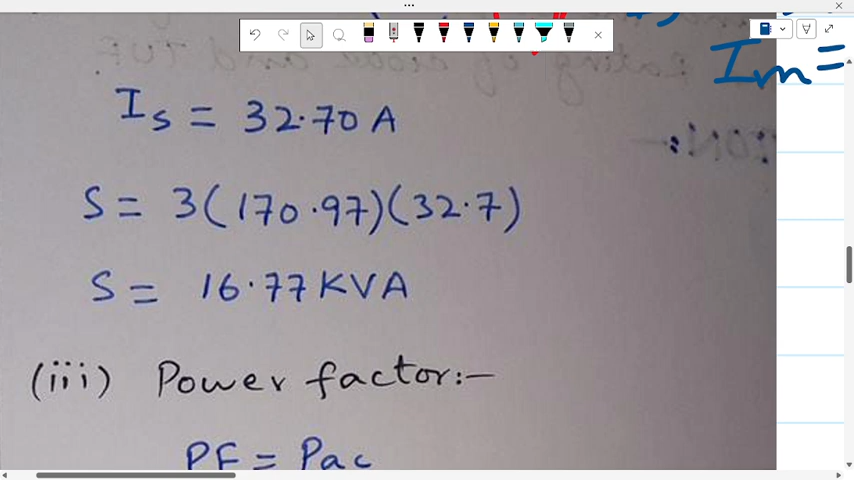 Im =
Is = 32.70 A
S = 3(170.97)(32.7)
S = 16.77 KVA
(iii) Power factor:-
PF = Pac